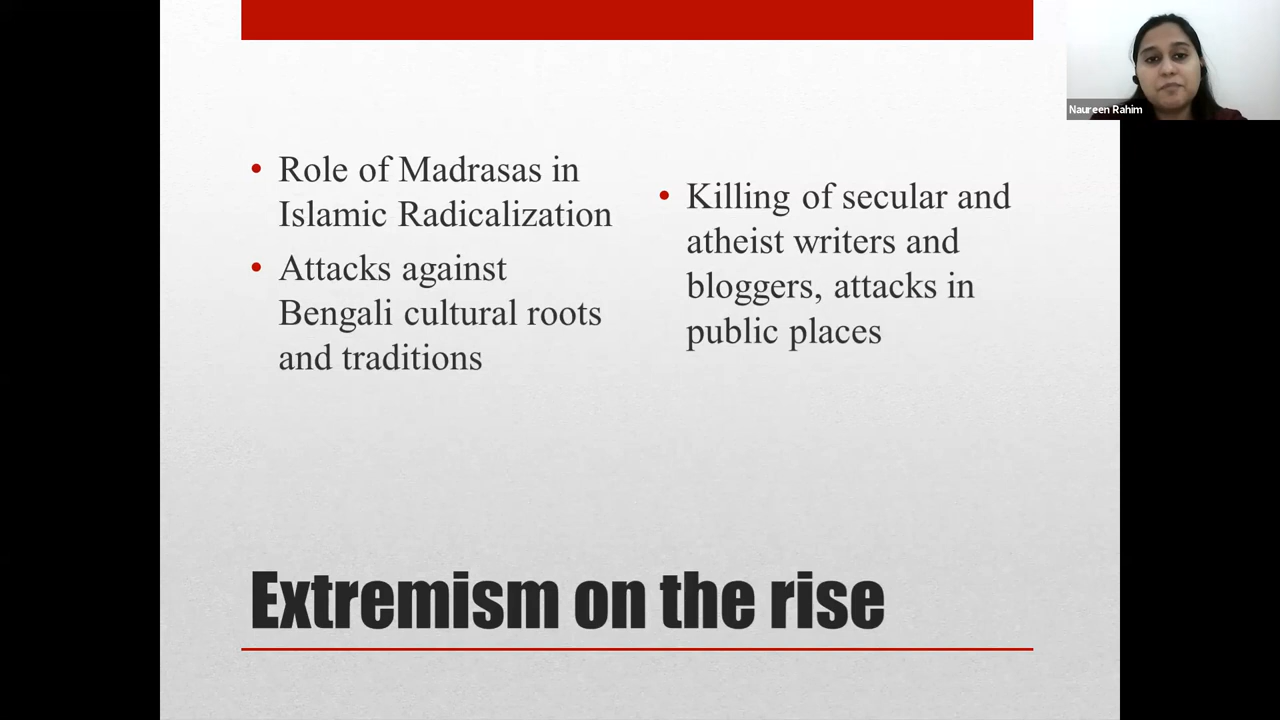 • Role of Madrasas in
Islamic Radicalization
• Attacks against
Bengali cultural roots
and traditions
• Killing of secular and
atheist writers and
bloggers, attacks in
public places
Extremism on the rise
Naureen Rahim